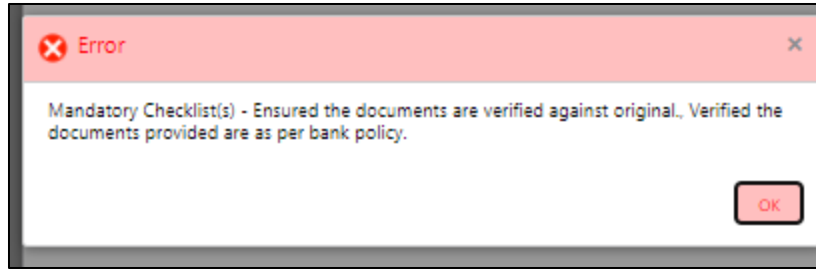 Error
Mandatory Checklist(s) - Ensured the documents are verified against original., Verified the
documents provided are as per bank policy.
OK